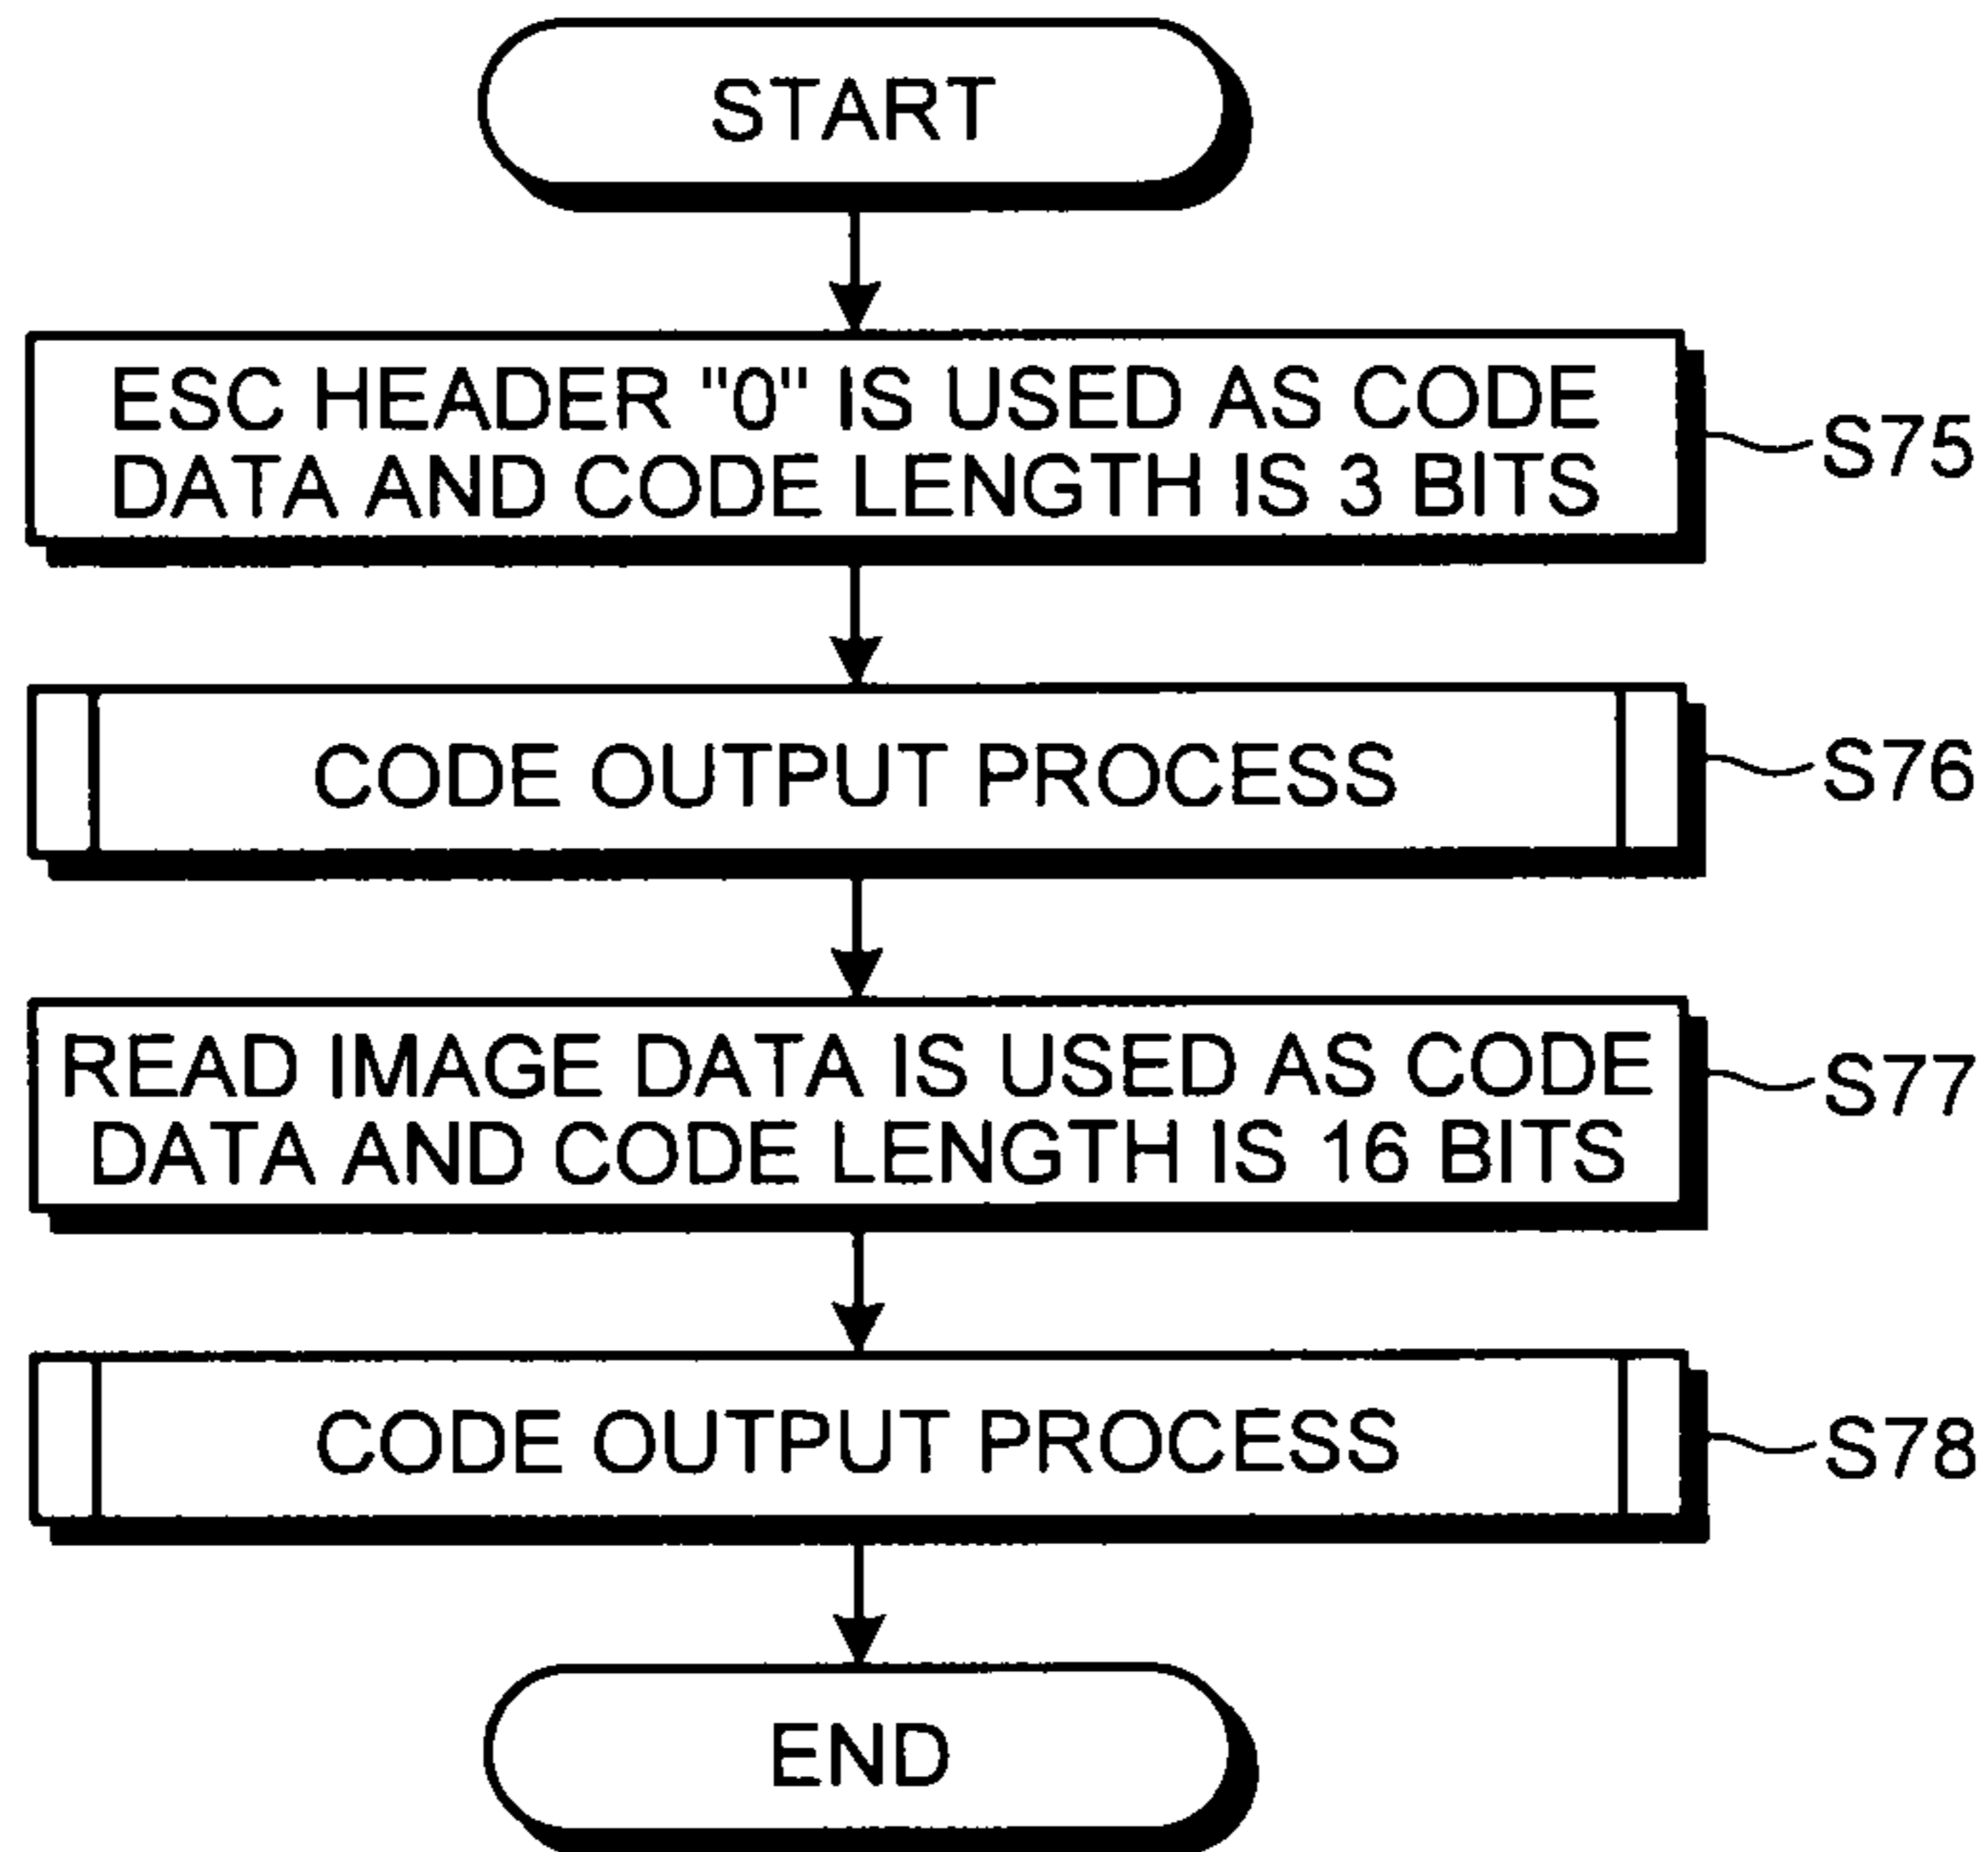 START
ESC HEADER "0" IS USED AS CODE
DATA AND CODE LENGTH IS 3 BITS
S75
CODE OUTPUT PROCESS
S76
READ IMAGE DATA IS USED AS CODE
DATA AND CODE LENGTH IS 16 BITS
S77
CODE OUTPUT PROCESS
S78
END